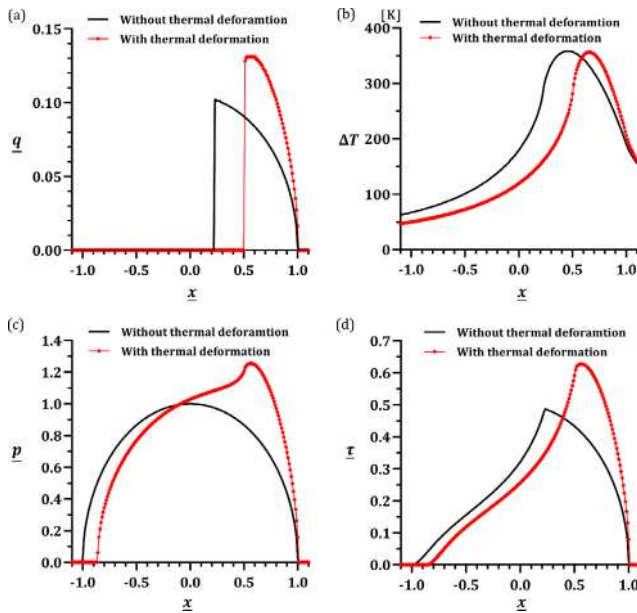 (a)
Without thermal deforamtion
With thermal deformation
0.15
0.10
0.05
0.00
q
-1.0
-0.5
0.0
0.5
1.0
x
(b)
[K]
Without thermal deforamtion
With thermal deformation
400
300
200
100
0
ΔT
-1.0
-0.5
0.0
0.5
1.0
x
(c)
Without thermal deforamtion
With thermal deformation
1.4
1.2
1.0
0.8
0.6
0.4
0.2
0.0
p
-1.0
-0.5
0.0
0.5
1.0
x
(d)
Without thermal deforamtion
With thermal deformation
0.7
0.6
0.5
0.4
0.3
0.2
0.1
0.0
τ
-1.0
-0.5
0.0
0.5
1.0
x